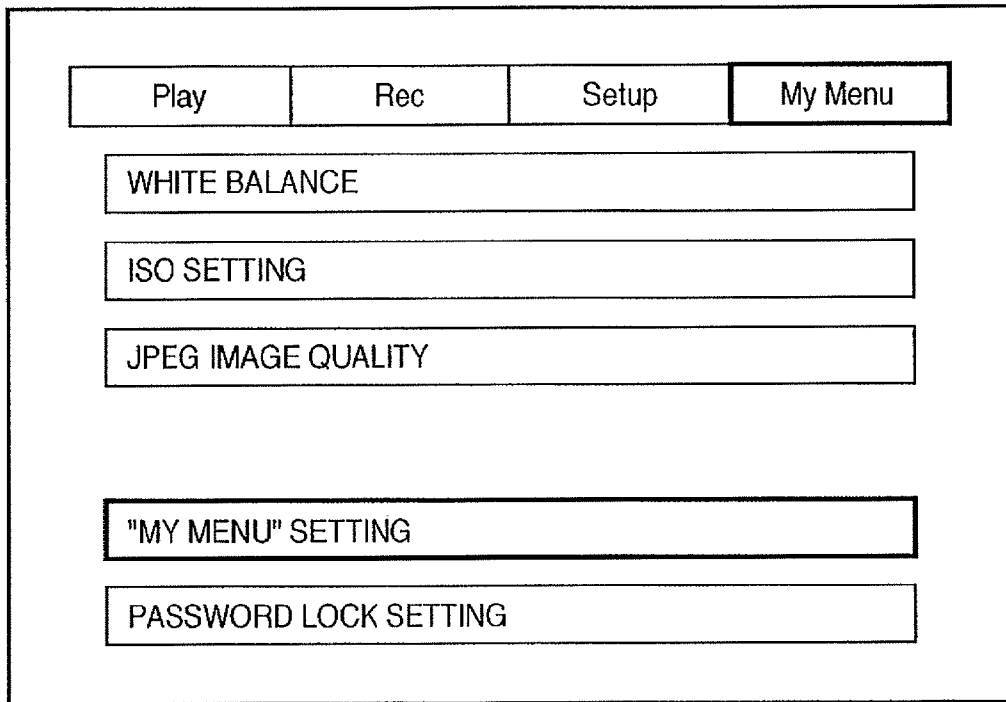 Play Rec Setup My Menu
WHITE BALANCE
ISO SETTING
JPEG IMAGE QUALITY
"MY MENU" SETTING
PASSWORD LOCK SETTING